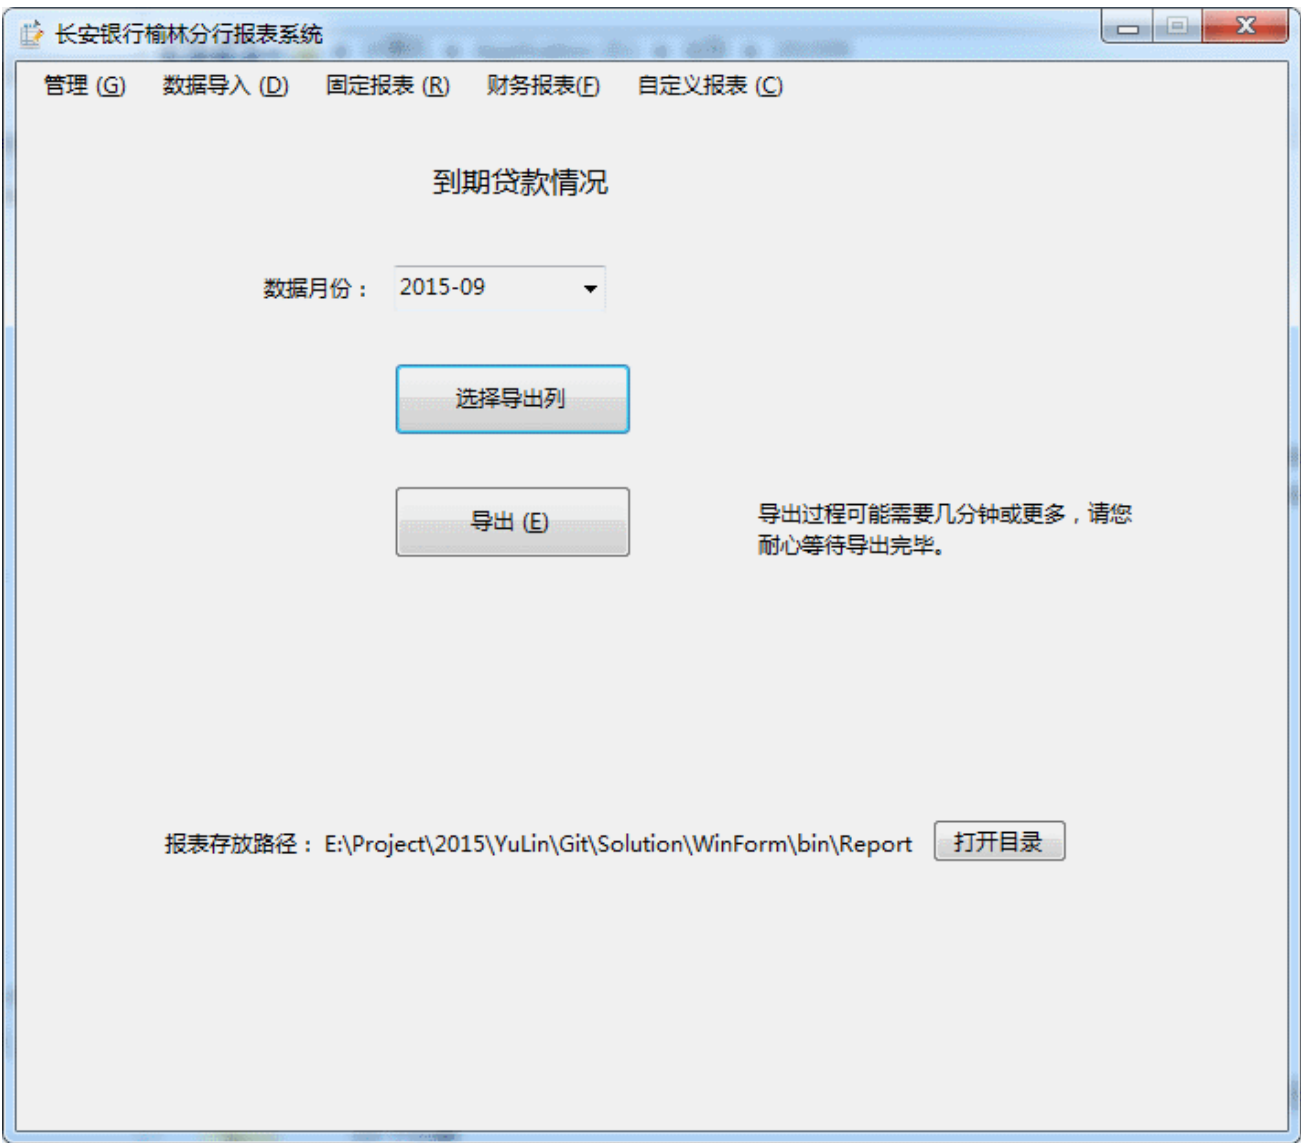 长安银行榆林分行报表系统
管理 (G) 数据导入 (D) 固定报表 (R) 财务报表(F) 自定义报表 (C)
到期贷款情况
数据月份： 2015-09
选择导出列
导出 (E)
导出过程可能需要几分钟或更多，请您
耐心等待导出完毕。
报表存放路径： E:\Project\2015\YuLin\Git\Solution\WinForm\bin\Report 打开目录